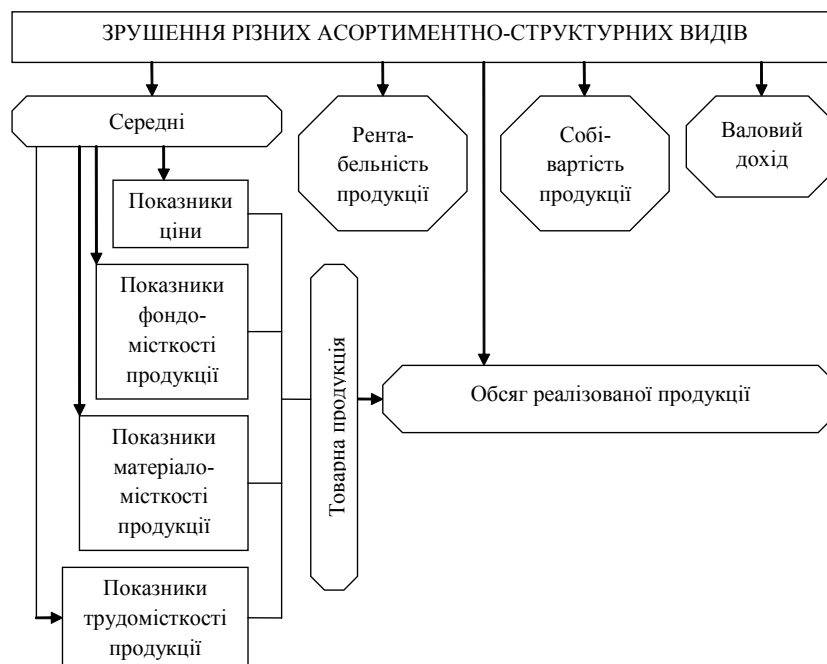 ЗРУШЕННЯ РІЗНИХ АСОРТИМЕНТНО-СТРУКТУРНИХ ВИДІВ
Середні
Рента-
бельність
продукції
Собі-
вартість
продукції
Валовий
дохід
Показники
ціни
Показники
фондо-
місткості
продукції
Показники
матеріало-
місткості
продукції
Показники
трудомісткості
продукції
Товарна продукція
Обсяг реалізованої продукції